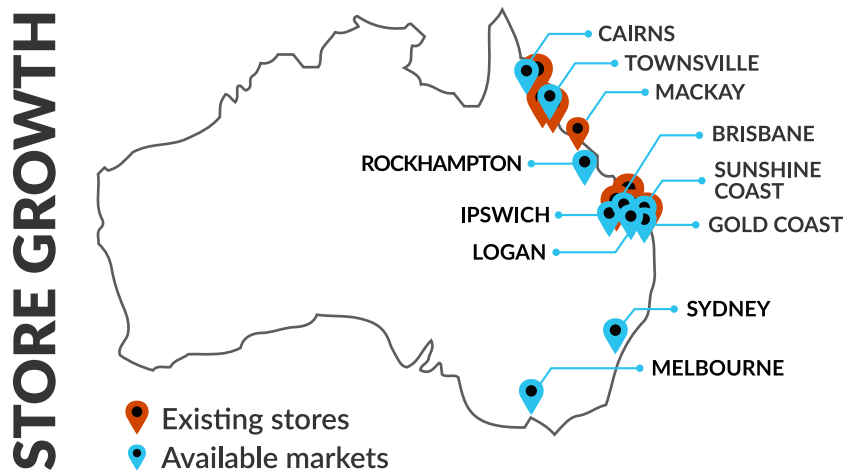 STORE GROWTH
CAIRNS
TOWNSVILLE
MACKAY
BRISBANE
ROCKHAMPTON
SUNSHINE
COAST
IPSWICH
GOLD COAST
LOGAN
SYDNEY
MELBOURNE
Existing stores
Available markets